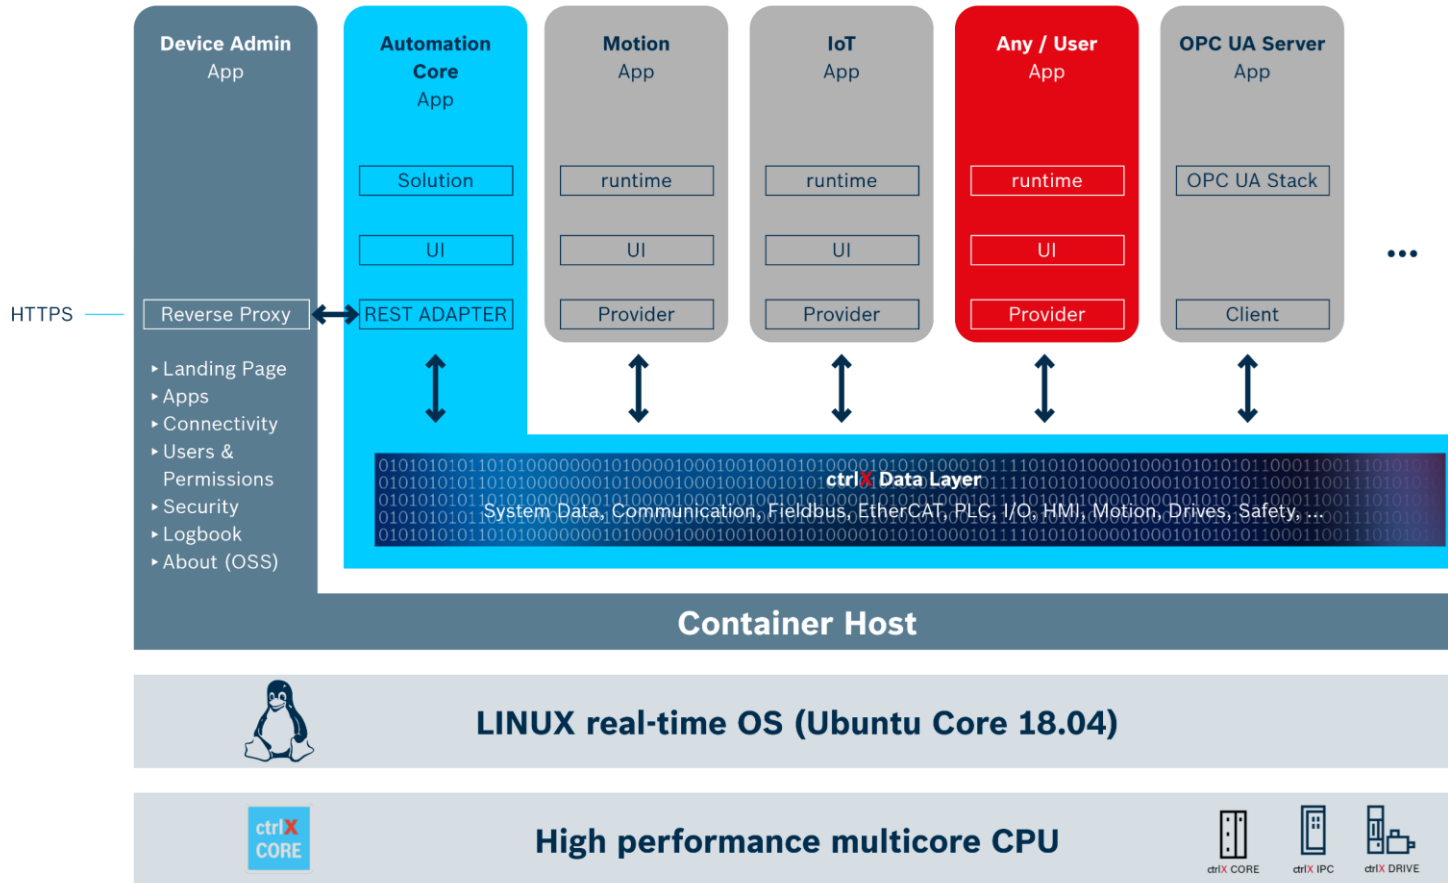 Device Admin
App
Automation
Core
App
Motion
App
IoT
App
Any / User
App
OPC UA Server
App
Solution
runtime
runtime
runtime
OPC UA Stack
UI
UI
UI
UI
...
HTTPS
Reverse Proxy
REST ADAPTER
Provider
Provider
Provider
Client
▸ Landing Page
▸ Apps
▸ Connectivity
▸ Users &
Permissions
▸ Security
▸ Logbook
▸ About (OSS)
ctrlX Data Layer
System Data, Communication, Fieldbus, EtherCAT, PLC, I/O, HMI, Motion, Drives, Safety, ...
Container Host
LINUX real-time OS (Ubuntu Core 18.04)
ctrlX
CORE
High performance multicore CPU
ctrlX CORE
ctrlX IPC
ctrlX DRIVE